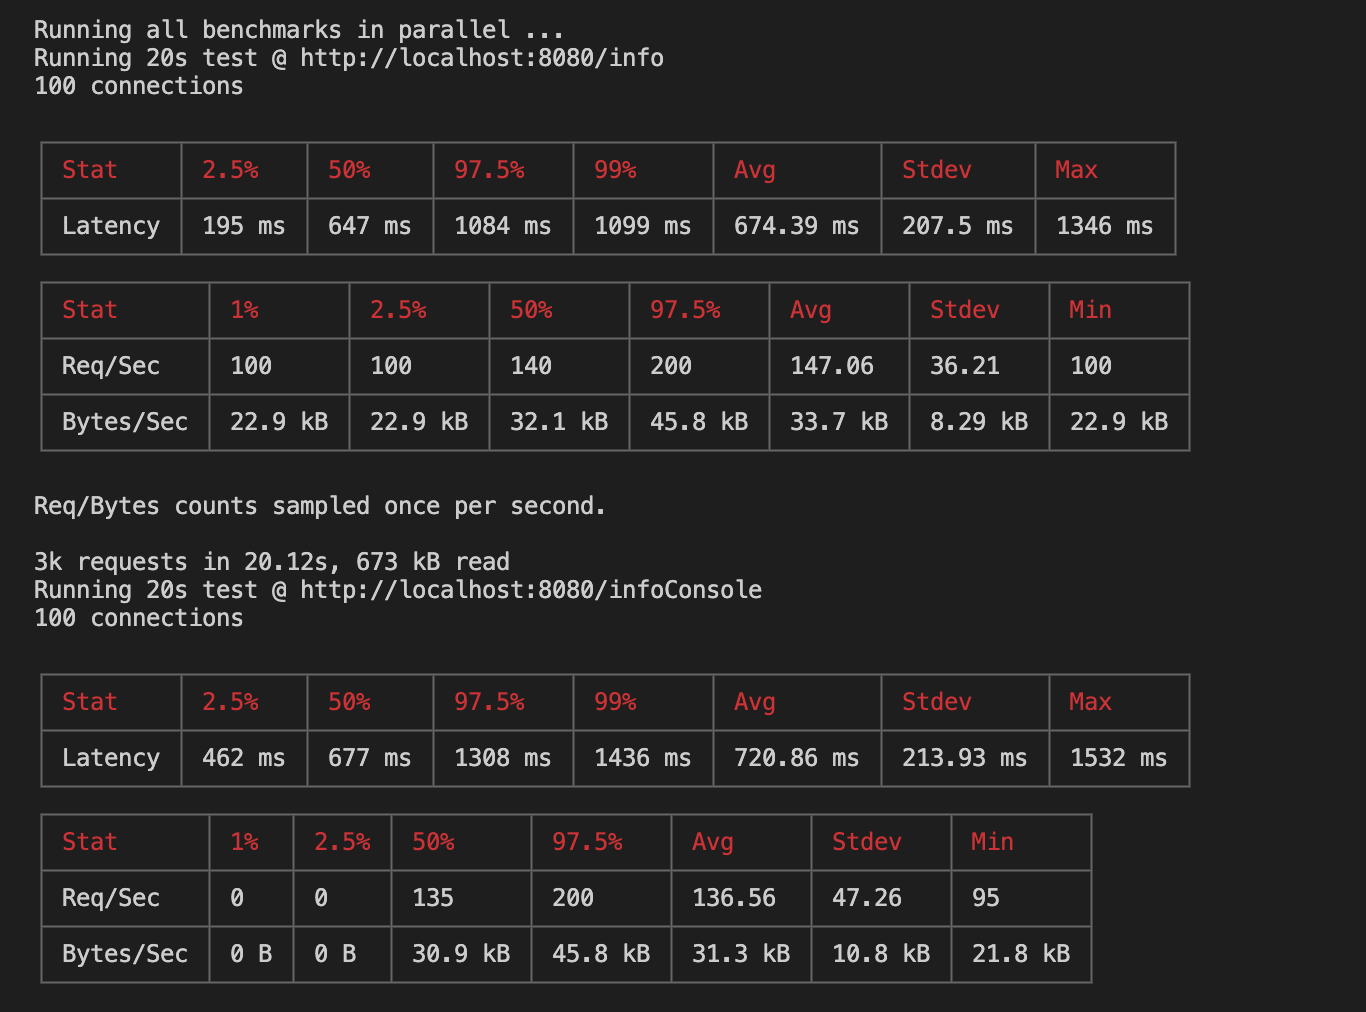 Running all benchmarks in parallel ...
Running 20s test @ http://localhost:8080/info
100 connections
Stat 2.5% 50% 97.5% 99% Avg Stdev Max
Latency 195 ms 647 ms 1084 ms 1099 ms 674.39 ms 207.5 ms 1346 ms
Stat 1% 2.5% 50% 97.5% Avg Stdev Min
Req/Sec 100 100 140 200 147.06 36.21 100
Bytes/Sec 22.9 kB 22.9 kB 32.1 kB 45.8 kB 33.7 kB 8.29 kB 22.9 kB
Req/Bytes counts sampled once per second.
3k requests in 20.12s, 673 kB read
Running 20s test @ http://localhost:8080/infoConsole
100 connections
Stat 2.5% 50% 97.5% 99% Avg Stdev Max
Latency 462 ms 677 ms 1308 ms 1436 ms 720.86 ms 213.93 ms 1532 ms
Stat 1% 2.5% 50% 97.5% Avg Stdev Min
Req/Sec 0 0 135 200 136.56 47.26 95
Bytes/Sec 0 B 0 B 30.9 kB 45.8 kB 31.3 kB 10.8 kB 21.8 kB